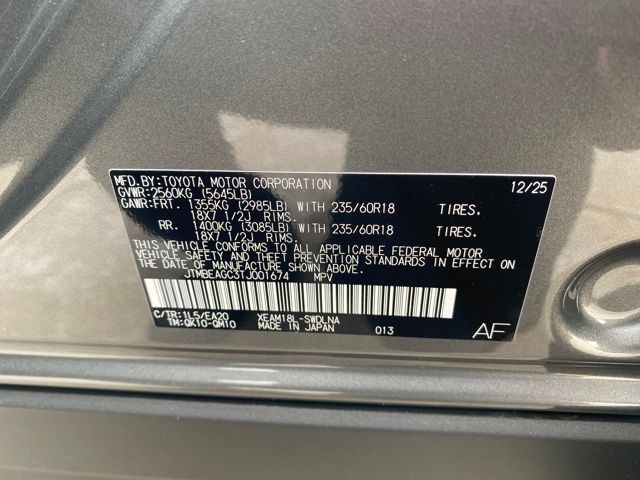 MFD.BY:TOYOTA MOTOR CORPORATION 12/25
GVWR:2560KG (5645LB)
GAWR:FRT. 1355KG (2985LB) WITH 235/60R18 TIRES.
18X7 1/2J RIMS.
RR. 1400KG (3085LB) WITH 235/60R18 TIRES.
18X7 1/2J RIMS.
THIS VEHICLE CONFORMS TO ALL APPLICABLE FEDERAL MOTOR
VEHICLE SAFETY AND THEFT PREVENTION STANDARDS IN EFFECT ON
THE DATE OF MANUFACTURE SHOWN ABOVE.
JTMBEAGC3TJ001674 MPV
C/TR:1L5/EA20 XEAM18L-SWDLNA
TM:QK10-QM10 MADE IN JAPAN 013 AF